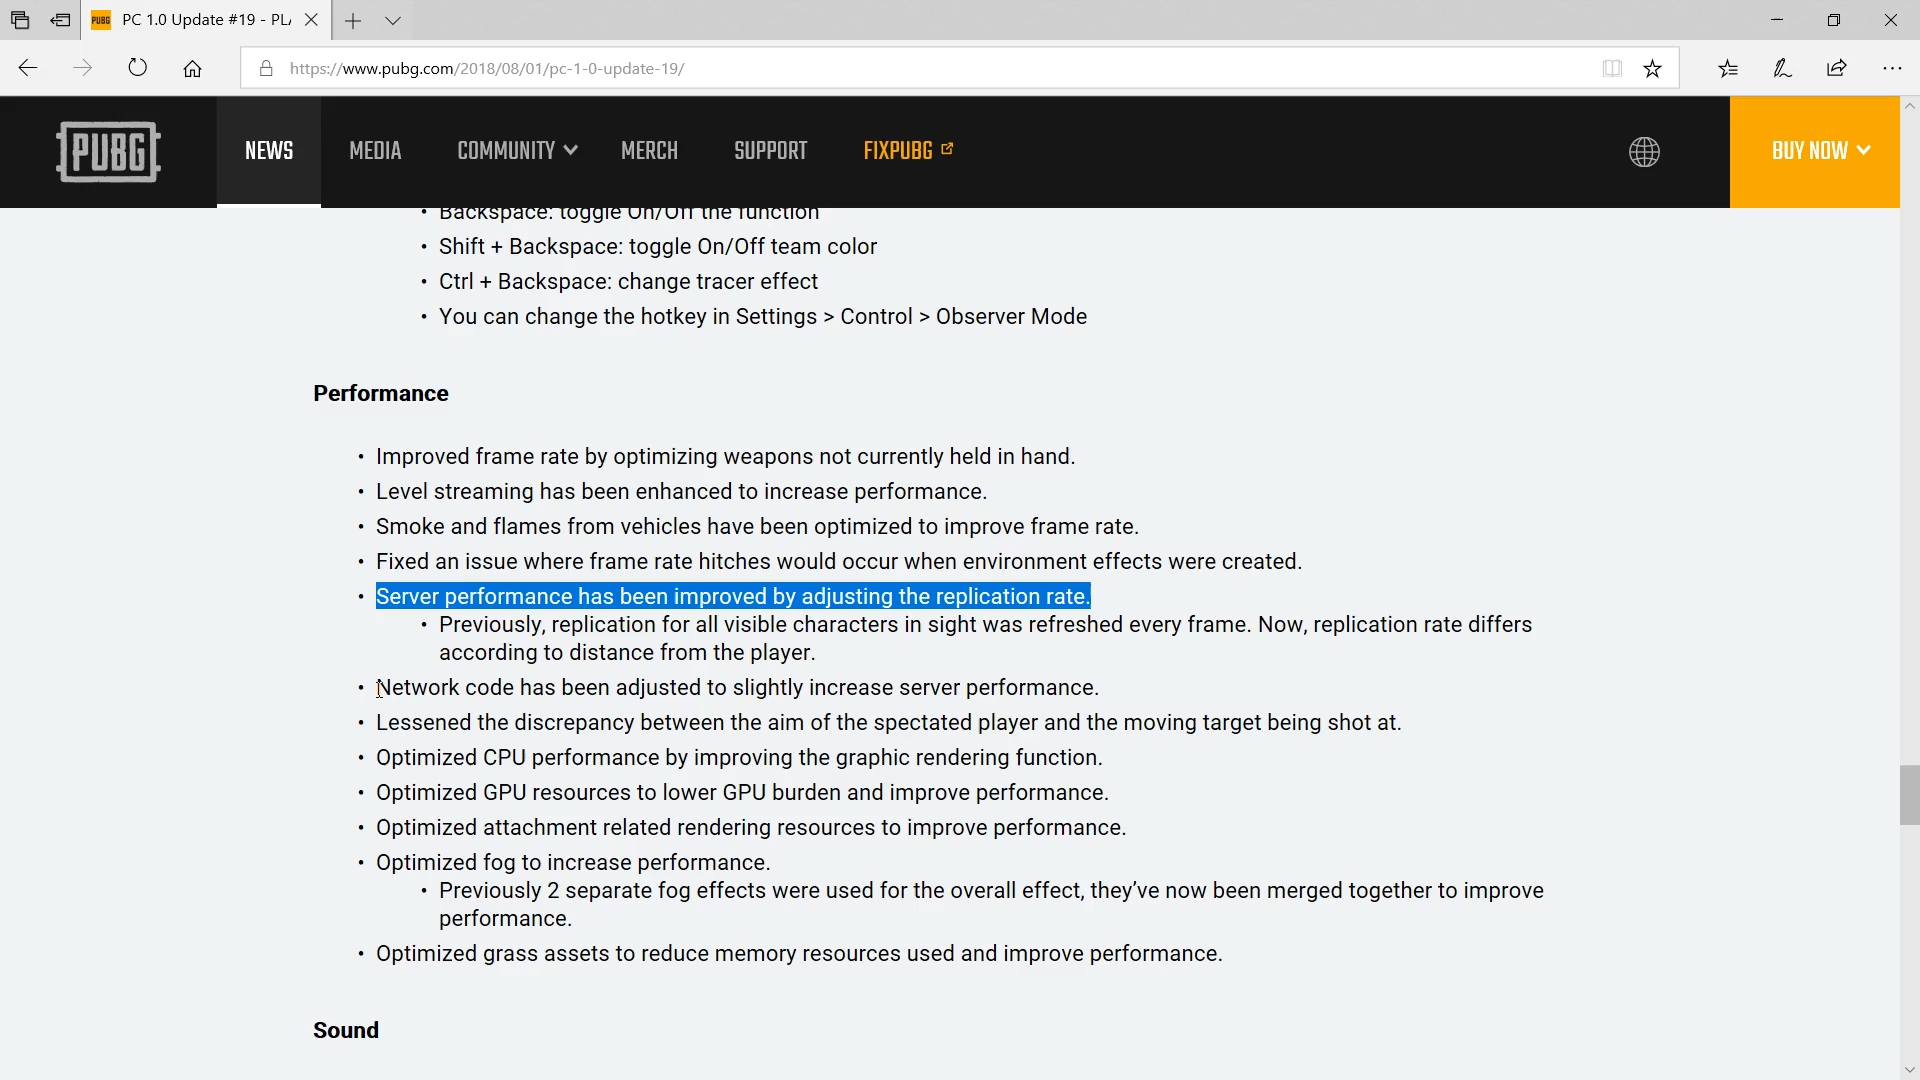 PUBG PC 1.0 Update #19 - PL
https://www.pubg.com/2018/08/01/pc-1-0-update-19/
PUBG NEWS MEDIA COMMUNITY MERCH SUPPORT FIXPUBG BUY NOW
• Backspace: toggle On/Off the function
• Shift + Backspace: toggle On/Off team color
• Ctrl + Backspace: change tracer effect
• You can change the hotkey in Settings > Control > Observer Mode
Performance
• Improved frame rate by optimizing weapons not currently held in hand.
• Level streaming has been enhanced to increase performance.
• Smoke and flames from vehicles have been optimized to improve frame rate.
• Fixed an issue where frame rate hitches would occur when environment effects were created.
• Server performance has been improved by adjusting the replication rate.
• Previously, replication for all visible characters in sight was refreshed every frame. Now, replication rate differs
according to distance from the player.
• Network code has been adjusted to slightly increase server performance.
• Lessened the discrepancy between the aim of the spectated player and the moving target being shot at.
• Optimized CPU performance by improving the graphic rendering function.
• Optimized GPU resources to lower GPU burden and improve performance.
• Optimized attachment related rendering resources to improve performance.
• Optimized fog to increase performance.
• Previously 2 separate fog effects were used for the overall effect, they’ve now been merged together to improve
performance.
• Optimized grass assets to reduce memory resources used and improve performance.
Sound